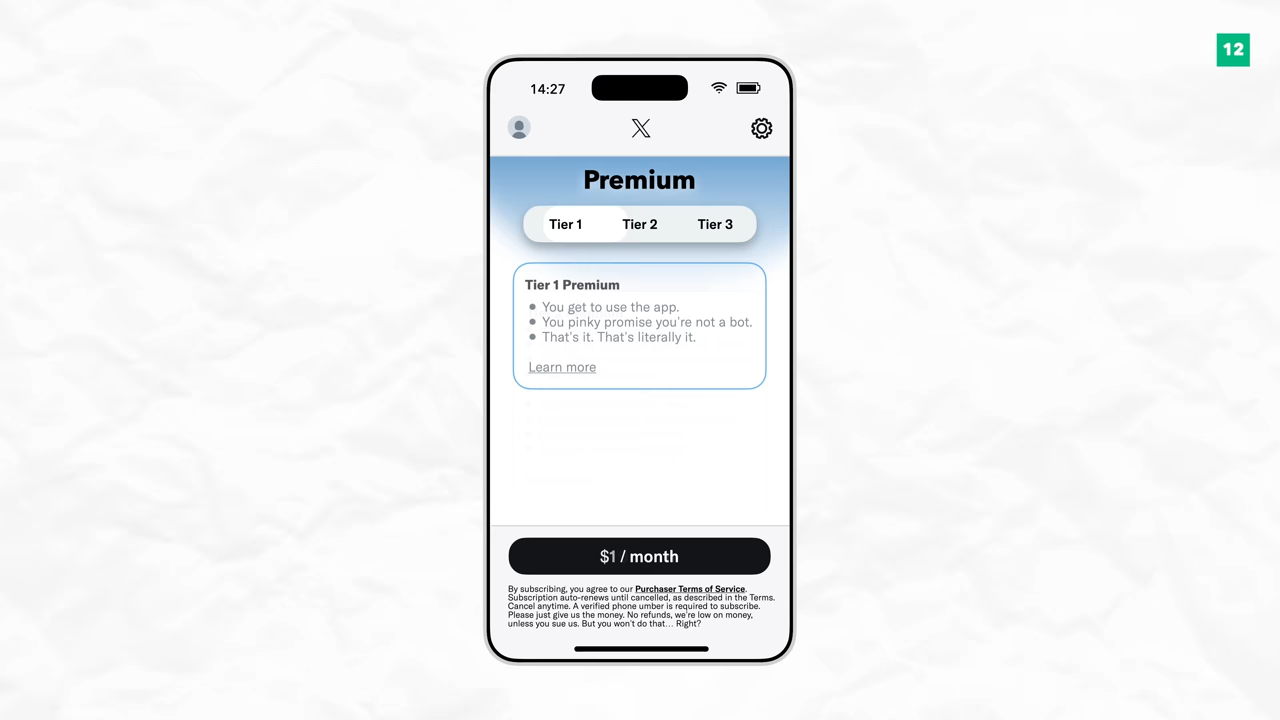 12
14:27
Premium
Tier 1 Tier 2 Tier 3
Tier 1 Premium
You get to use the app.
You pinky promise you're not a bot.
That's it. That's literally it.
Learn more
$1 / month
By subscribing, you agree to our Purchaser Terms of Service.
Subscription auto-renews until cancelled, as described in the Terms.
Cancel anytime. A verified phone umber is required to subscribe.
Please just give us the money. No refunds, we're low on money,
unless you sue us. But you won't do that... Right?